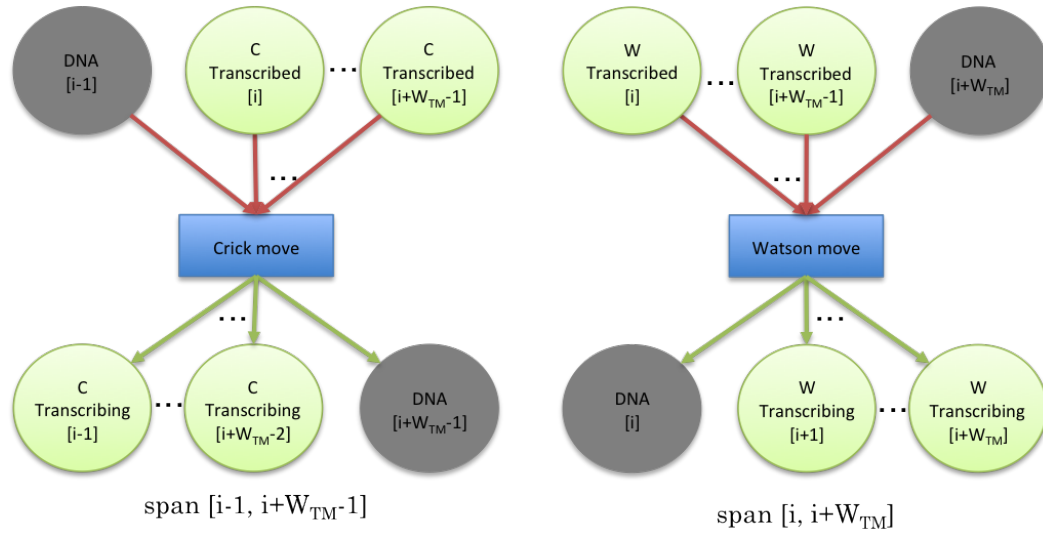 DNA
[i-1]
C
Transcribed
[i]
...
C
Transcribed
[i+W_TM-1]
...
Crick move
...
C
Transcribing
[i-1]
...
C
Transcribing
[i+W_TM-2]
DNA
[i+W_TM-1]
span [i-1, i+W_TM-1]
W
Transcribed
[i]
...
W
Transcribed
[i+W_TM-1]
DNA
[i+W_TM]
...
Watson move
...
DNA
[i]
W
Transcribing
[i+1]
...
W
Transcribing
[i+W_TM]
span [i, i+W_TM]